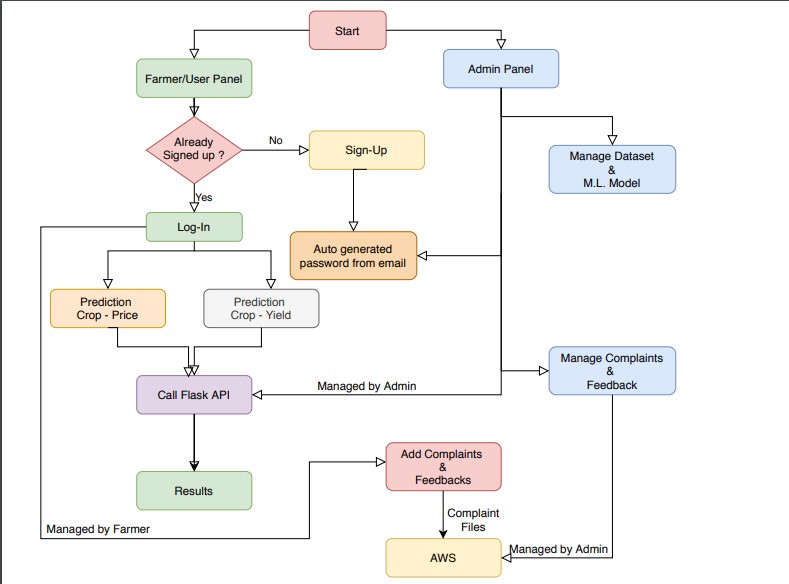 Start
Farmer/User Panel
Admin Panel
Already
Signed up ?
No
Sign-Up
Manage Dataset
&
M.L. Model
Yes
Log-In
Auto generated
password from email
Prediction
Crop - Price
Prediction
Crop - Yield
Manage Complaints
&
Feedback
Managed by Admin
Call Flask API
Add Complaints
&
Feedbacks
Results
Complaint
Files
Managed by Farmer
AWS
Managed by Admin